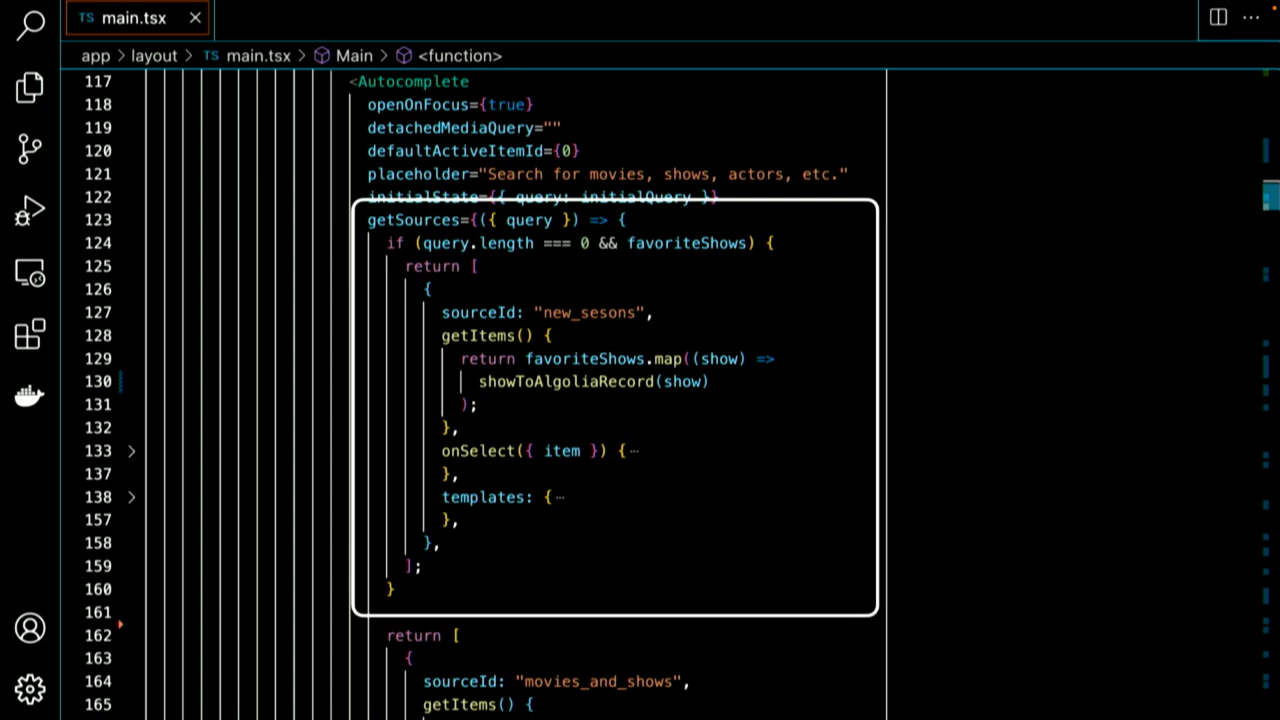 TS main.tsx ×
app > layout > TS main.tsx > Main > <function>
117 <Autocomplete
118 openOnFocus={true}
119 detachedMediaQuery=""
120 defaultActiveItemId={0}
121 placeholder="Search for movies, shows, actors, etc."
122 initialState={{ query: initialQuery }}
123 getSources={({ query }) => {
124 if (query.length === 0 && favoriteShows) {
125 return [
126 {
127 sourceId: "new_sesons",
128 getItems() {
129 return favoriteShows.map((show) =>
130 showToAlgoliaRecord(show)
131 );
132 },
133 onSelect({ item }) {…
137 },
138 templates: {…
157 },
158 },
159 ];
160 }
161
162 return [
163 {
164 sourceId: "movies_and_shows",
165 getItems() {